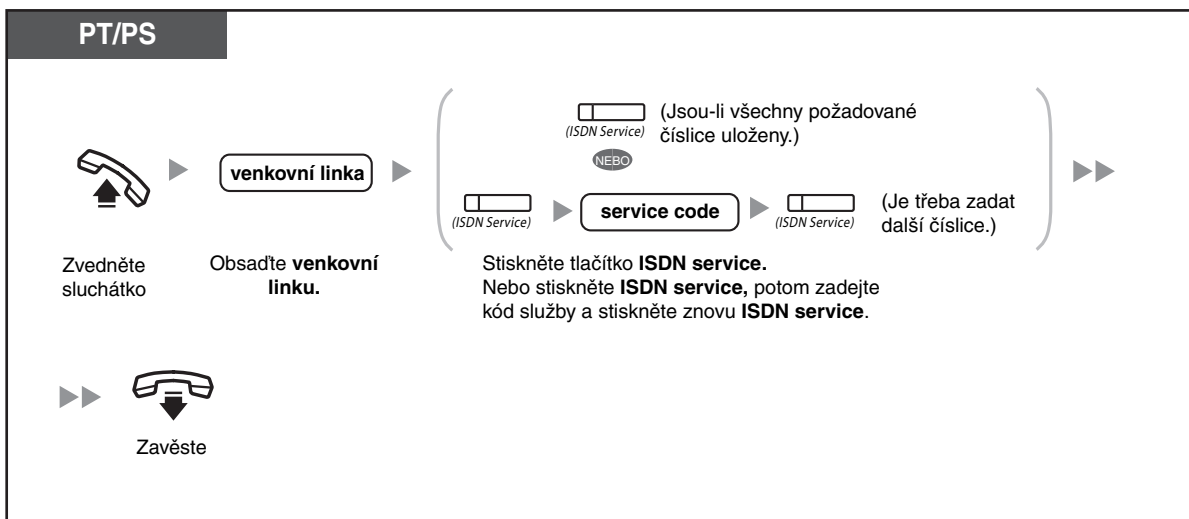 PT/PS
(ISDN Service)
(Jsou-li všechny požadované
číslice uloženy.)
NEBO
venkovní linka
(ISDN Service)
service code
(ISDN Service)
(Je třeba zadat
další číslice.)
Zvedněte
sluchátko
Obsaďte venkovní
linku.
Stiskněte tlačítko ISDN service.
Nebo stiskněte ISDN service, potom zadejte
kód služby a stiskněte znovu ISDN service.
Zavěste